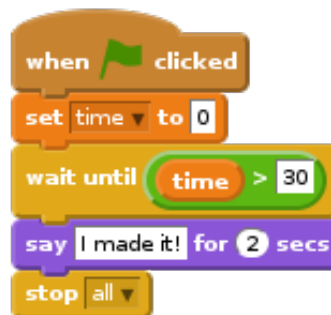 when clicked
set time to 0
wait until time > 30
say I made it! for 2 secs
stop all